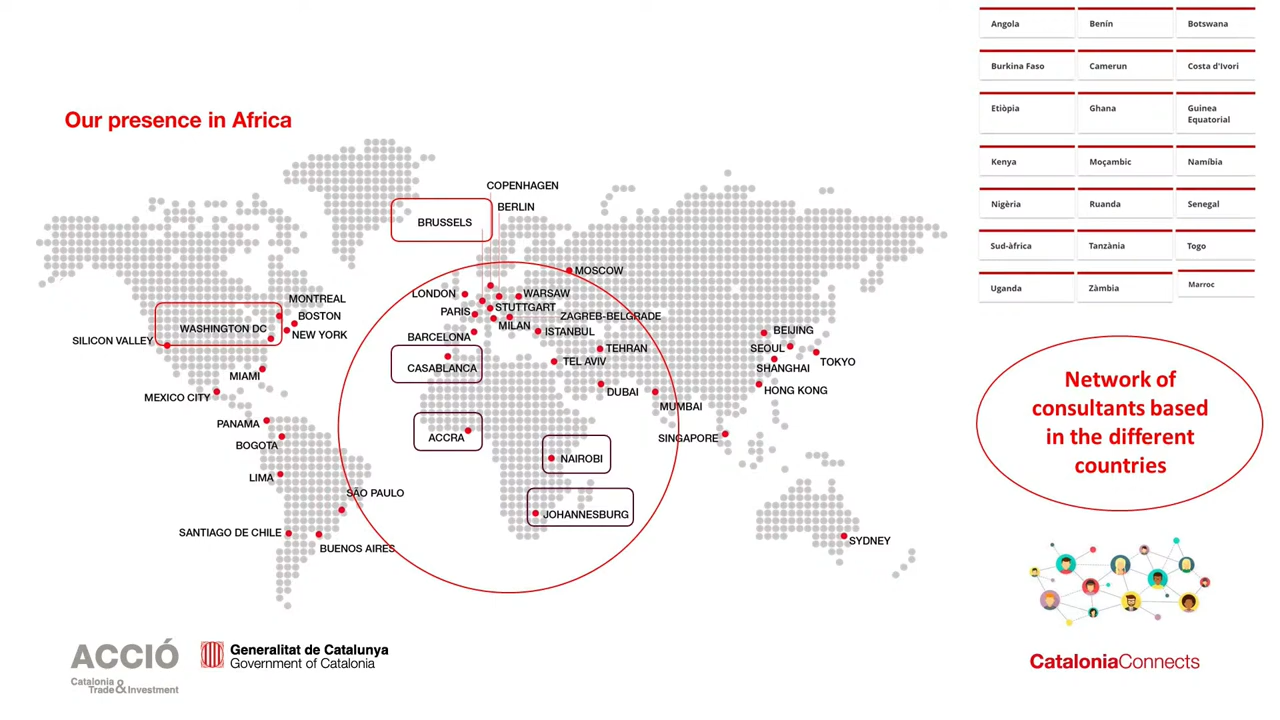 Our presence in Africa
COPENHAGEN
BERLIN
BRUSSELS
MOSCOW
LONDON
WARSAW
PARIS
STUTTGART
ZAGREB-BELGRADE
MILAN
ISTANBUL
BARCELONA
TEHRAN
CASABLANCA
TEL AVIV
DUBAI
MUMBAI
ACCRA
NAIROBI
JOHANNESBURG
MONTREAL
BOSTON
WASHINGTON DC
NEW YORK
SILICON VALLEY
MIAMI
MEXICO CITY
PANAMA
BOGOTA
LIMA
SÃO PAULO
SANTIAGO DE CHILE
BUENOS AIRES
BEIJING
SEOUL
TOKYO
SHANGHAI
HONG KONG
SINGAPORE
SYDNEY
Angola
Benín
Botswana
Burkina Faso
Camerun
Costa d'Ivori
Etiòpia
Ghana
Guinea
Equatorial
Kenya
Moçambic
Namíbia
Nigèria
Ruanda
Senegal
Sud-àfrica
Tanzània
Togo
Uganda
Zàmbia
Marroc
Network of
consultants based
in the different
countries
CataloniaConnects
ACCIÓ
Catalonia
Trade & Investment
Generalitat de Catalunya
Government of Catalonia